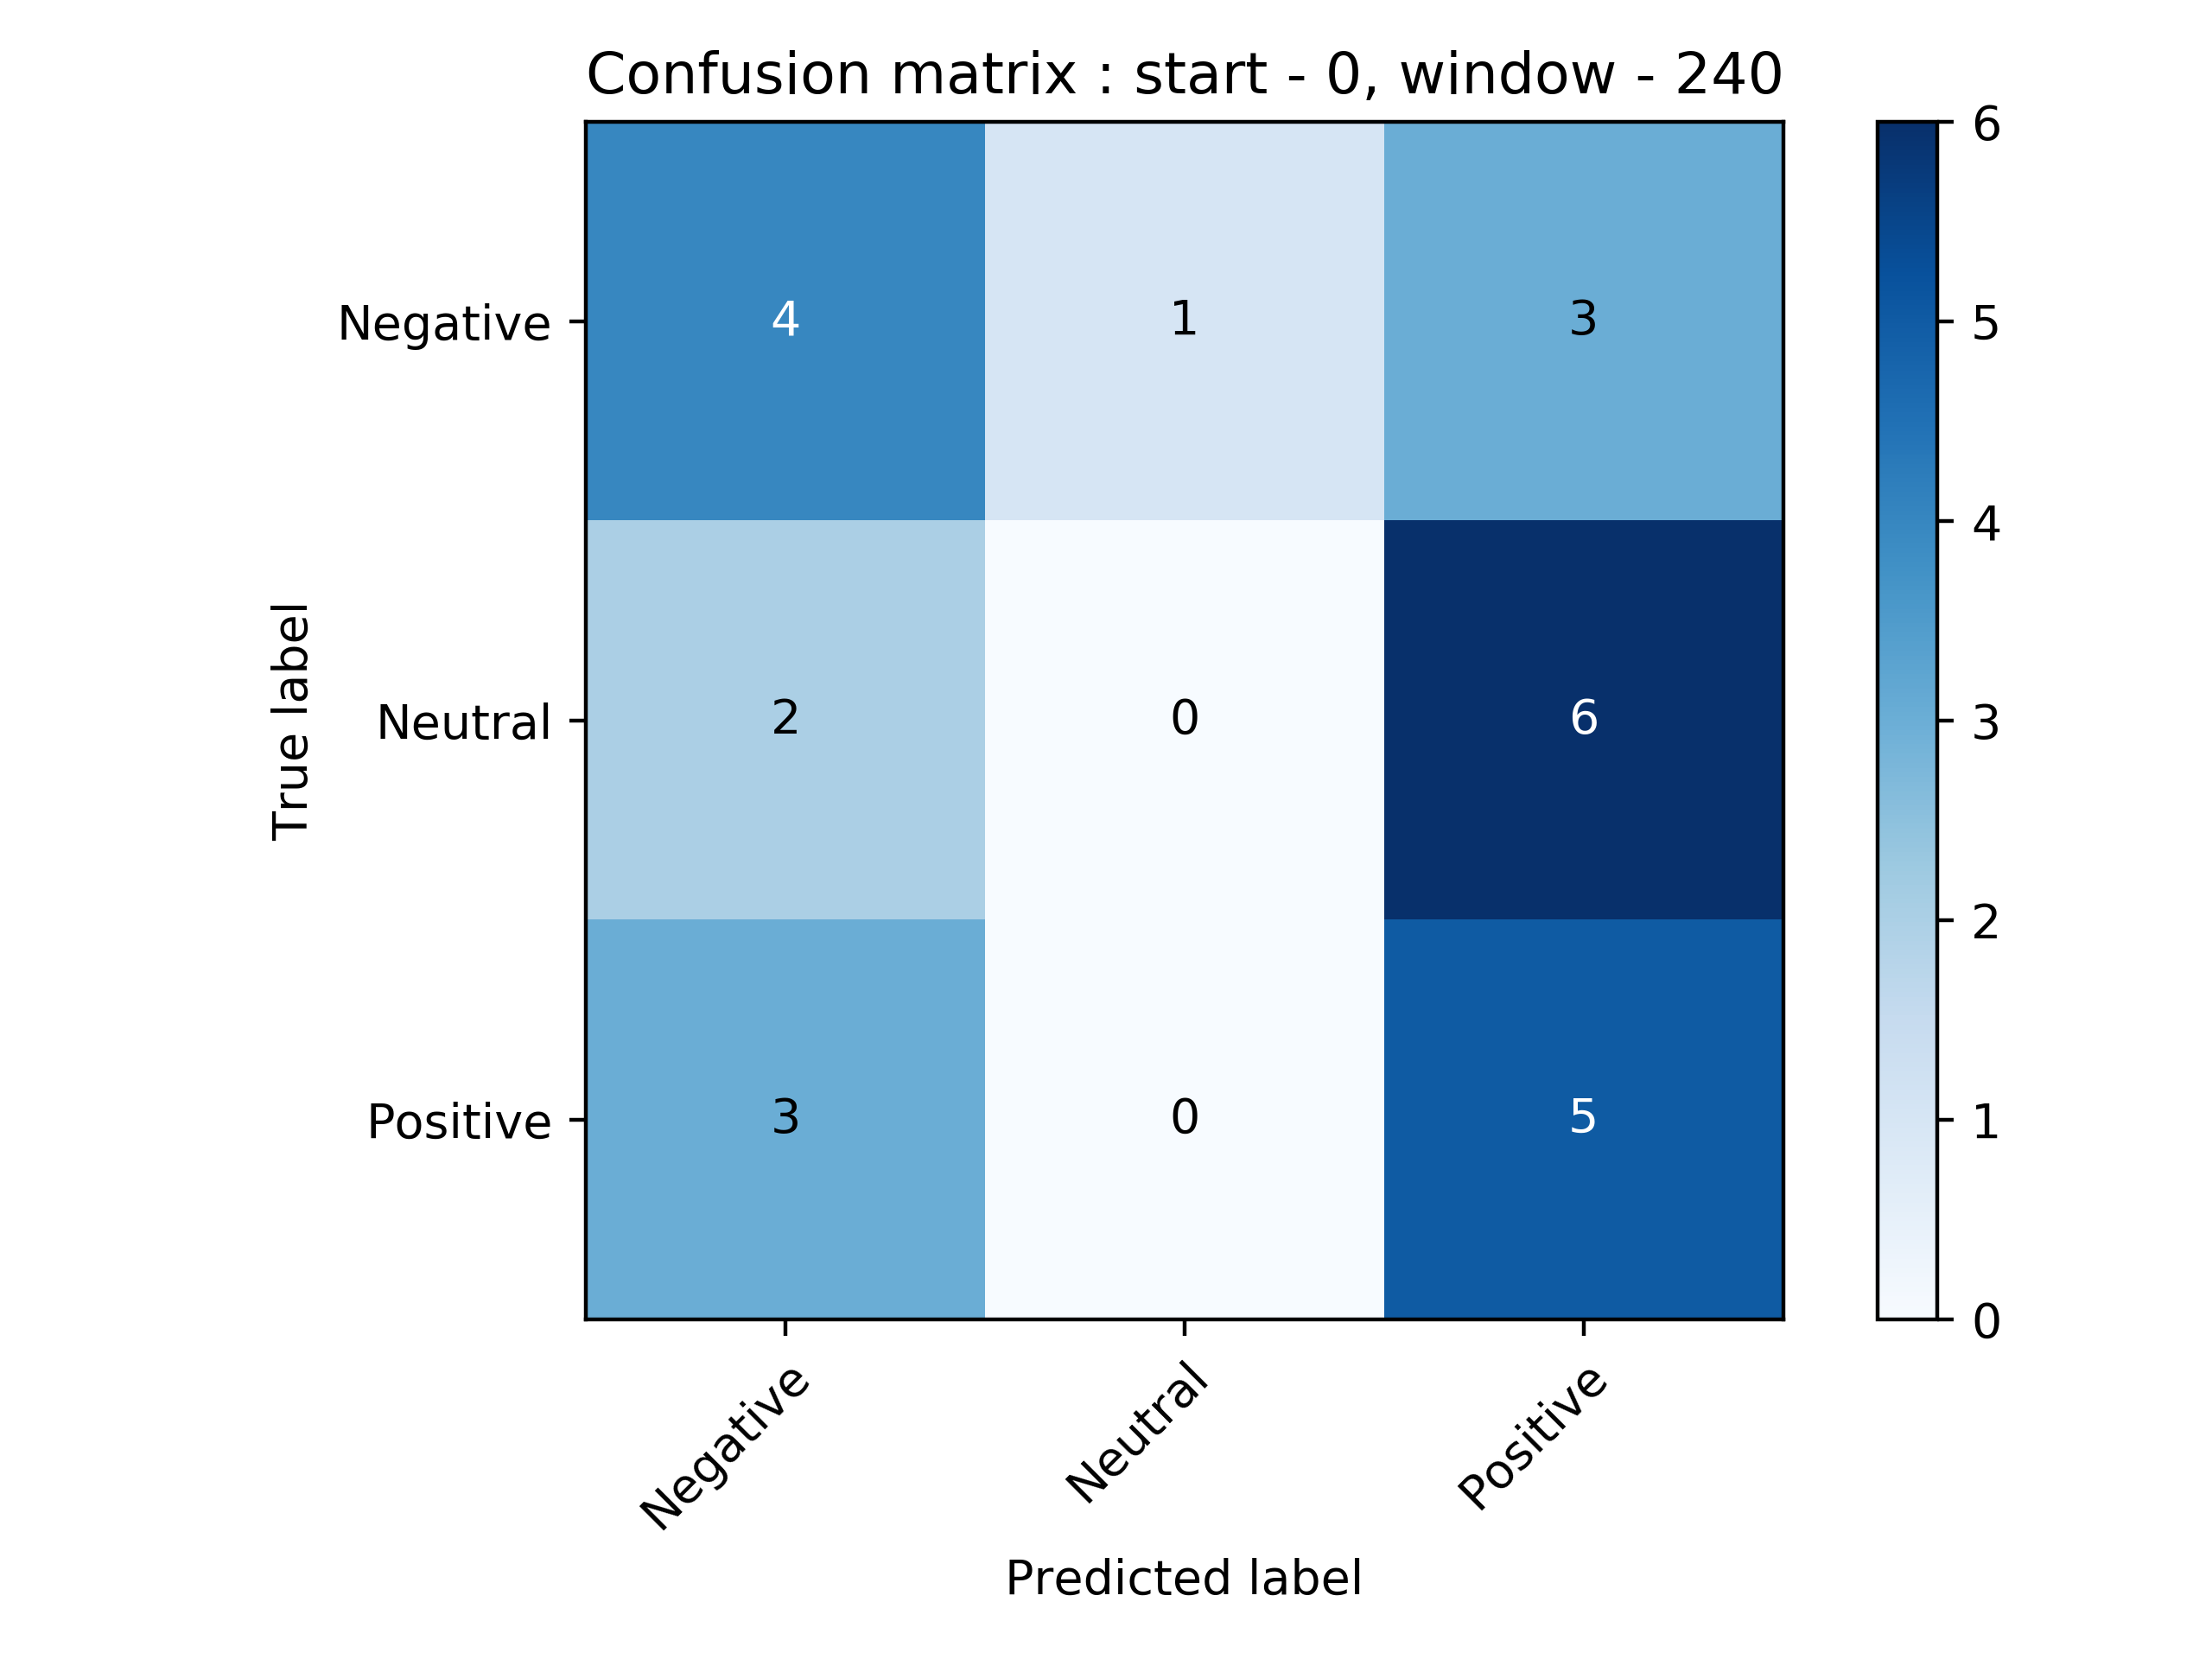 Confusion matrix : start - 0, window - 240
True label
Negative
4
1
3
Neutral
2
0
6
Positive
3
0
5
Negative
Neutral
Positive
Predicted label
6
5
4
3
2
1
0